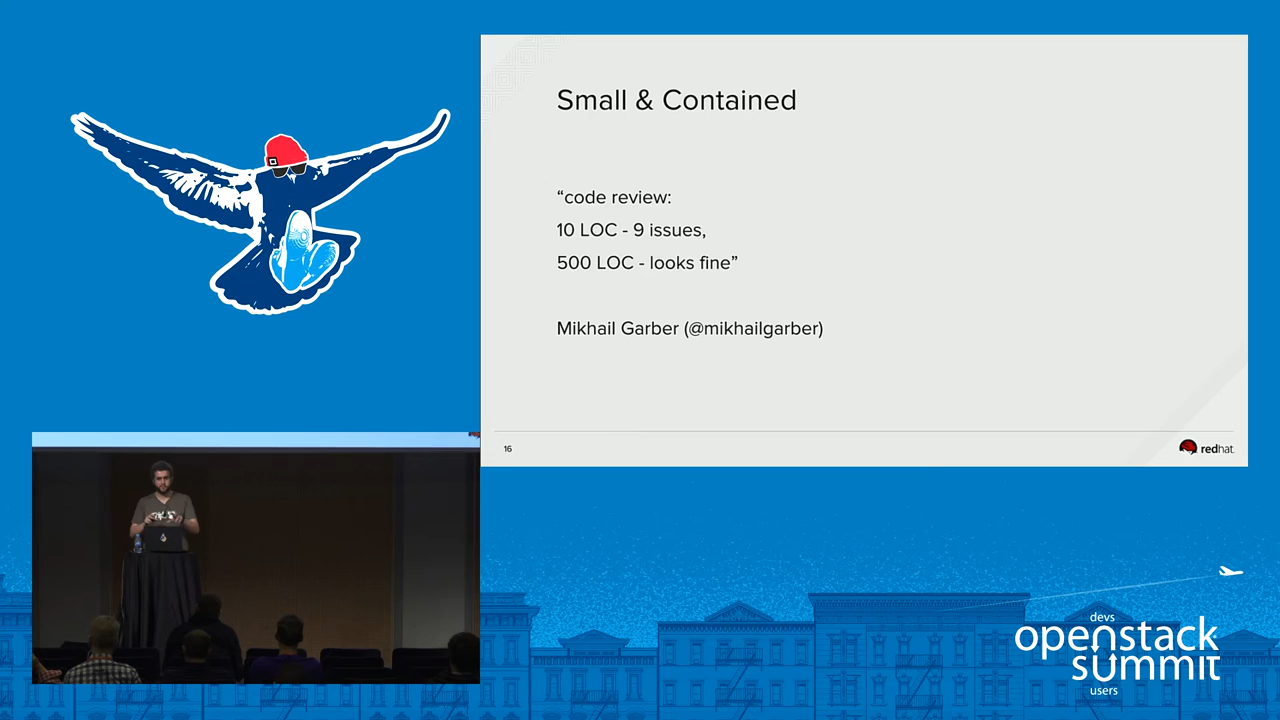 Small & Contained
“code review:
10 LOC - 9 issues,
500 LOC - looks fine”
Mikhail Garber (@mikhailgarber)
16
redhat.
devs
openstack
summit
users